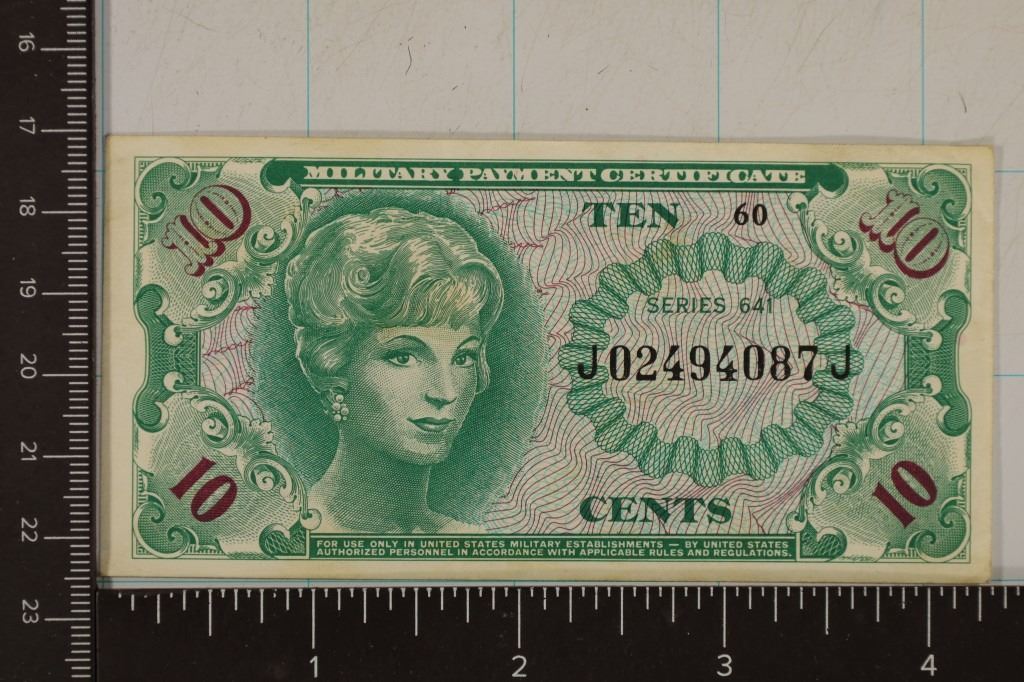 MILITARY PAYMENT CERTIFICATE
10
TEN 60
10
SERIES 641
J02494087J
10
CENTS
10
FOR USE ONLY IN UNITED STATES MILITARY ESTABLISHMENTS — BY UNITED STATES
AUTHORIZED PERSONNEL IN ACCORDANCE WITH APPLICABLE RULES AND REGULATIONS.
16
17
18
19
20
21
22
23
1 2 3 4